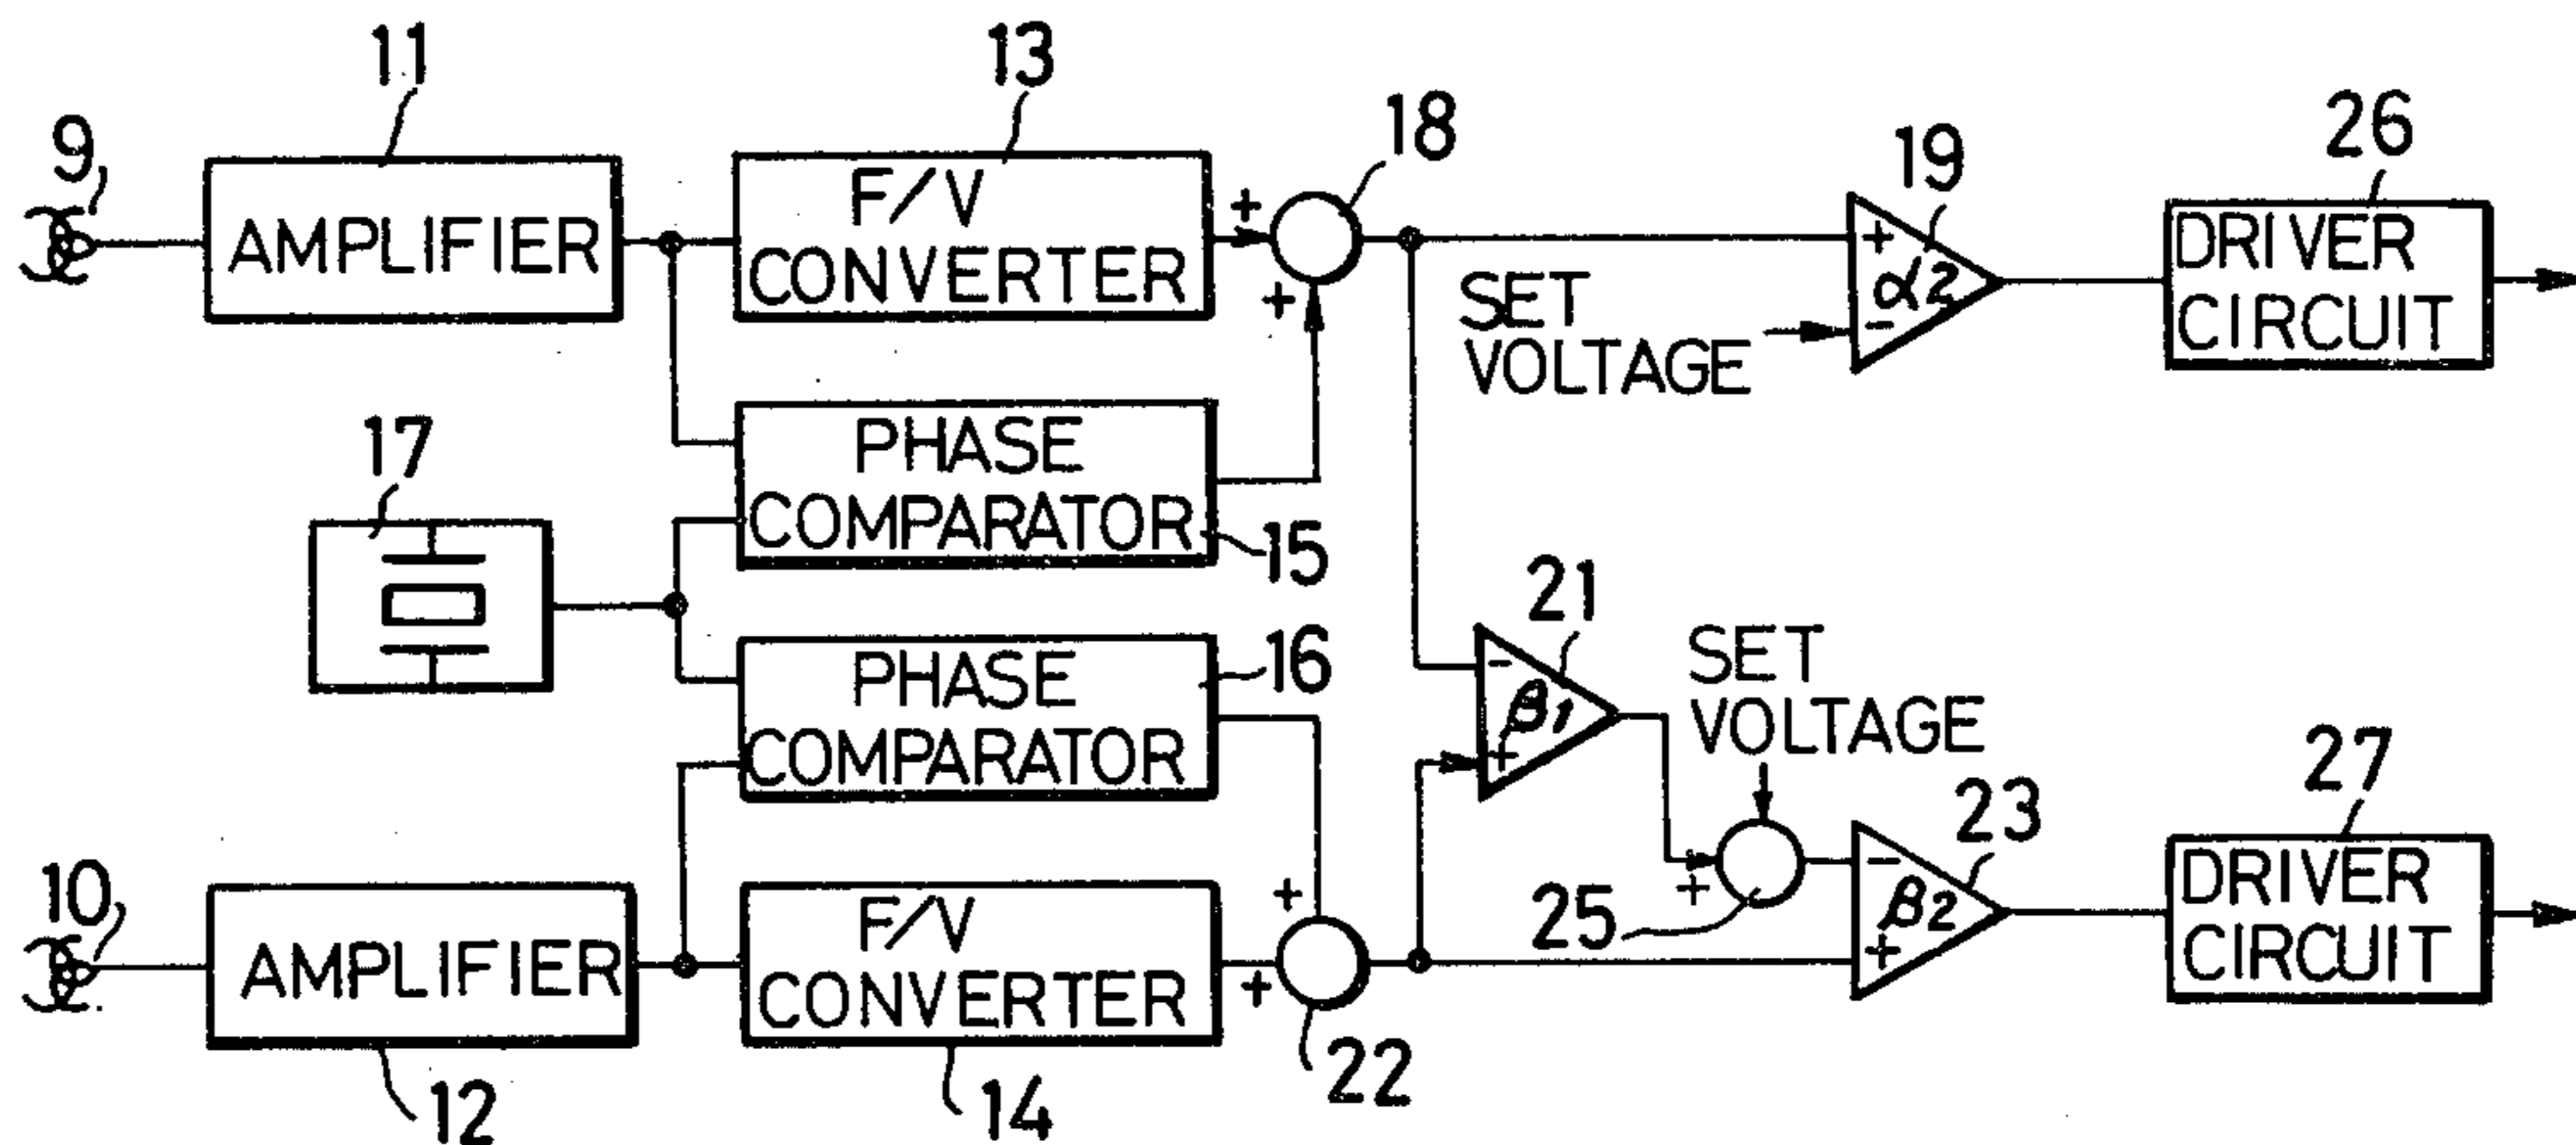 11
13
18
19
26
9
AMPLIFIER
F/V
CONVERTER
+
+
SET
VOLTAGE
+
α2
-
DRIVER
CIRCUIT
17
PHASE
COMPARATOR
15
PHASE
COMPARATOR
16
21
-
β1
+
SET
VOLTAGE
23
27
10
AMPLIFIER
12
F/V
CONVERTER
14
+
+
22
25
+
-
β2
+
DRIVER
CIRCUIT